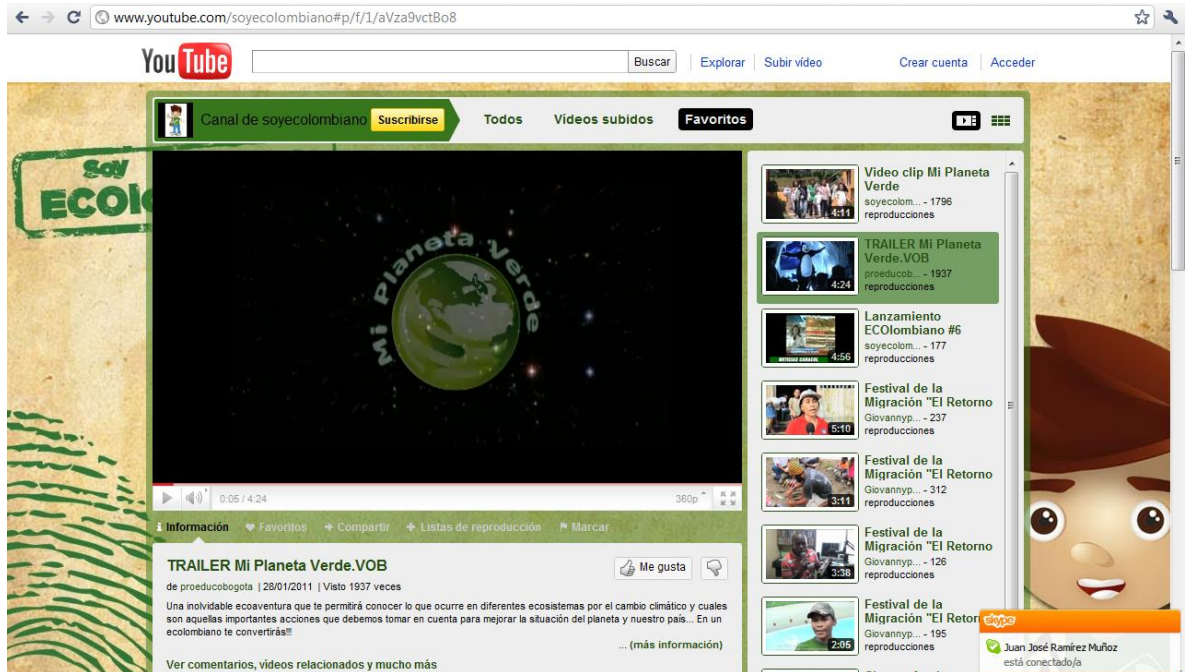 www.youtube.com/soyecolombiano#p/f/1/aVza9vctBo8
YouTube
Buscar
Explorar
Subir vídeo
Crear cuenta
Acceder
Canal de soyecolombiano
Suscribirse
Todos
Vídeos subidos
Favoritos
Soy
ECOl
Mi Planeta Verde
0:05 / 4:24
360p
Información
Favoritos
Compartir
Listas de reproducción
Marcar
TRAILER Mi Planeta Verde.VOB
Me gusta
de proeducobogota | 28/01/2011 | Visto 1937 veces
Una inolvidable ecoaventura que te permitirá conocer lo que ocurre en diferentes ecosistemas por el cambio climático y cuales
son aquellas importantes acciones que debemos tomar en cuenta para mejorar la situación del planeta y nuestro país... En un
ecolombiano te convertirás!!!
... (más información)
Ver comentarios, vídeos relacionados y mucho más
Video clip Mi Planeta
Verde
soyecolom... - 1796
reproducciones
4:11
TRAILER Mi Planeta
Verde.VOB
proeducob... - 1937
reproducciones
4:24
Lanzamiento
ECOlombiano #6
soyecolom... - 177
reproducciones
NOTICIAS CARACOL
4:56
Festival de la
Migración "El Retorno
Giovannyp... - 237
reproducciones
5:10
Festival de la
Migración "El Retorno
Giovannyp... - 312
reproducciones
3:11
Festival de la
Migración "El Retorno
Giovannyp... - 126
reproducciones
3:38
Festival de la
Migración "El Retorn
Giovannyp... - 195
reproducciones
2:05
skype
Juan José Ramírez Muñoz
está conectado/a